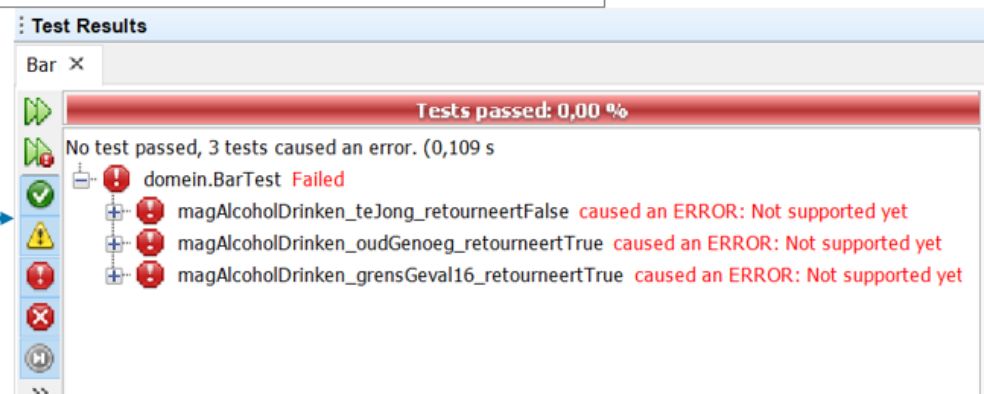 Test Results
Bar
Tests passed: 0,00 %
No test passed, 3 tests caused an error. (0,109 s
domein.BarTest Failed
magAlcoholDrinken_teJong_retourneertFalse caused an ERROR: Not supported yet
magAlcoholDrinken_oudGenoeg_retourneertTrue caused an ERROR: Not supported yet
magAlcoholDrinken_grensGeval16_retourneertTrue caused an ERROR: Not supported yet